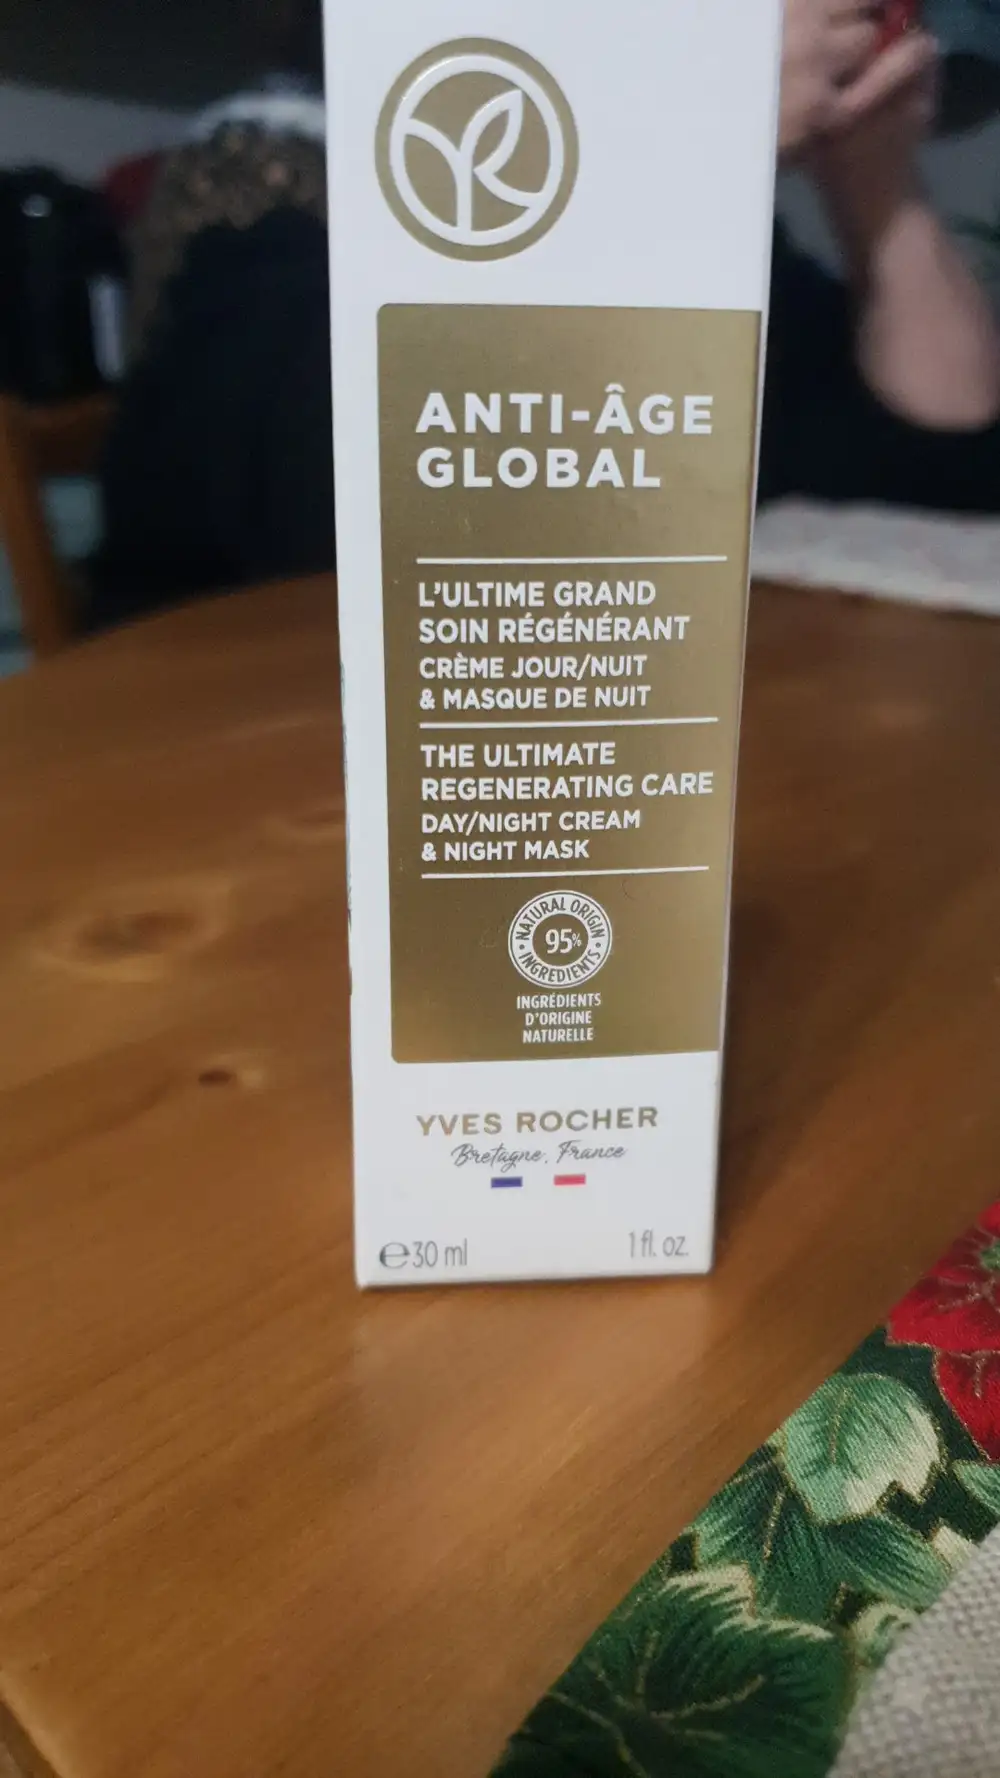 ANTI-ÂGE
GLOBAL
L'ULTIME GRAND
SOIN RÉGÉNÉRANT
CRÈME JOUR/NUIT
& MASQUE DE NUIT
THE ULTIMATE
REGENERATING CARE
DAY/NIGHT CREAM
& NIGHT MASK
NATURAL ORIGIN
95%
INGREDIENTS
INGRÉDIENTS
D'ORIGINE
NATURELLE
YVES ROCHER
Bretagne, France
℮30 ml 1 fl. oz.